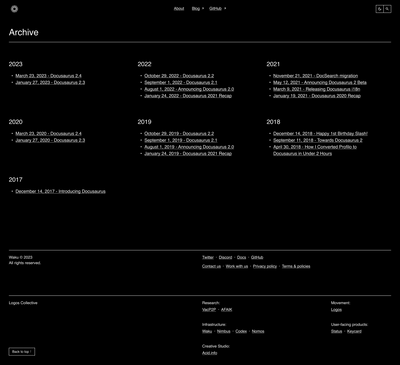 About Blog GitHub
Archive
2023
March 23, 2023 - Docusaurus 2.4
January 27, 2023 - Docusaurus 2.3
2022
October 29, 2022 - Docusaurus 2.2
September 1, 2022 - Docusaurus 2.1
August 1, 2022 - Announcing Docusaurus 2.0
January 24, 2022 - Docusaurus 2021 Recap
2021
November 21, 2021 - DocSearch migration
May 12, 2021 - Announcing Docusaurus 2 Beta
March 9, 2021 - Releasing Docusaurus i18n
January 19, 2021 - Docusaurus 2020 Recap
2020
March 23, 2020 - Docusaurus 2.4
January 27, 2020 - Docusaurus 2.3
2019
October 29, 2019 - Docusaurus 2.2
September 1, 2019 - Docusaurus 2.1
August 1, 2019 - Announcing Docusaurus 2.0
January 24, 2019 - Docusaurus 2021 Recap
2018
December 14, 2018 - Happy 1st Birthday Slash!
September 11, 2018 - Towards Docusaurus 2
April 30, 2018 - How I Converted Profilo to
Docusaurus in Under 2 Hours
2017
December 14, 2017 - Introducing Docusaurus
Waku © 2023
All rights reserved.
Twitter · Discord · Docs · GitHub
Contact us · Work with us · Privacy policy · Terms & policies
Logos Collective
Research:
Vac/P2P · AFAIK
Infrastructure:
Waku · Nimbus · Codex · Nomos
Creative Studio:
Acid.info
Movement:
Logos
User-facing products:
Status · Keycard
Back to top ↑